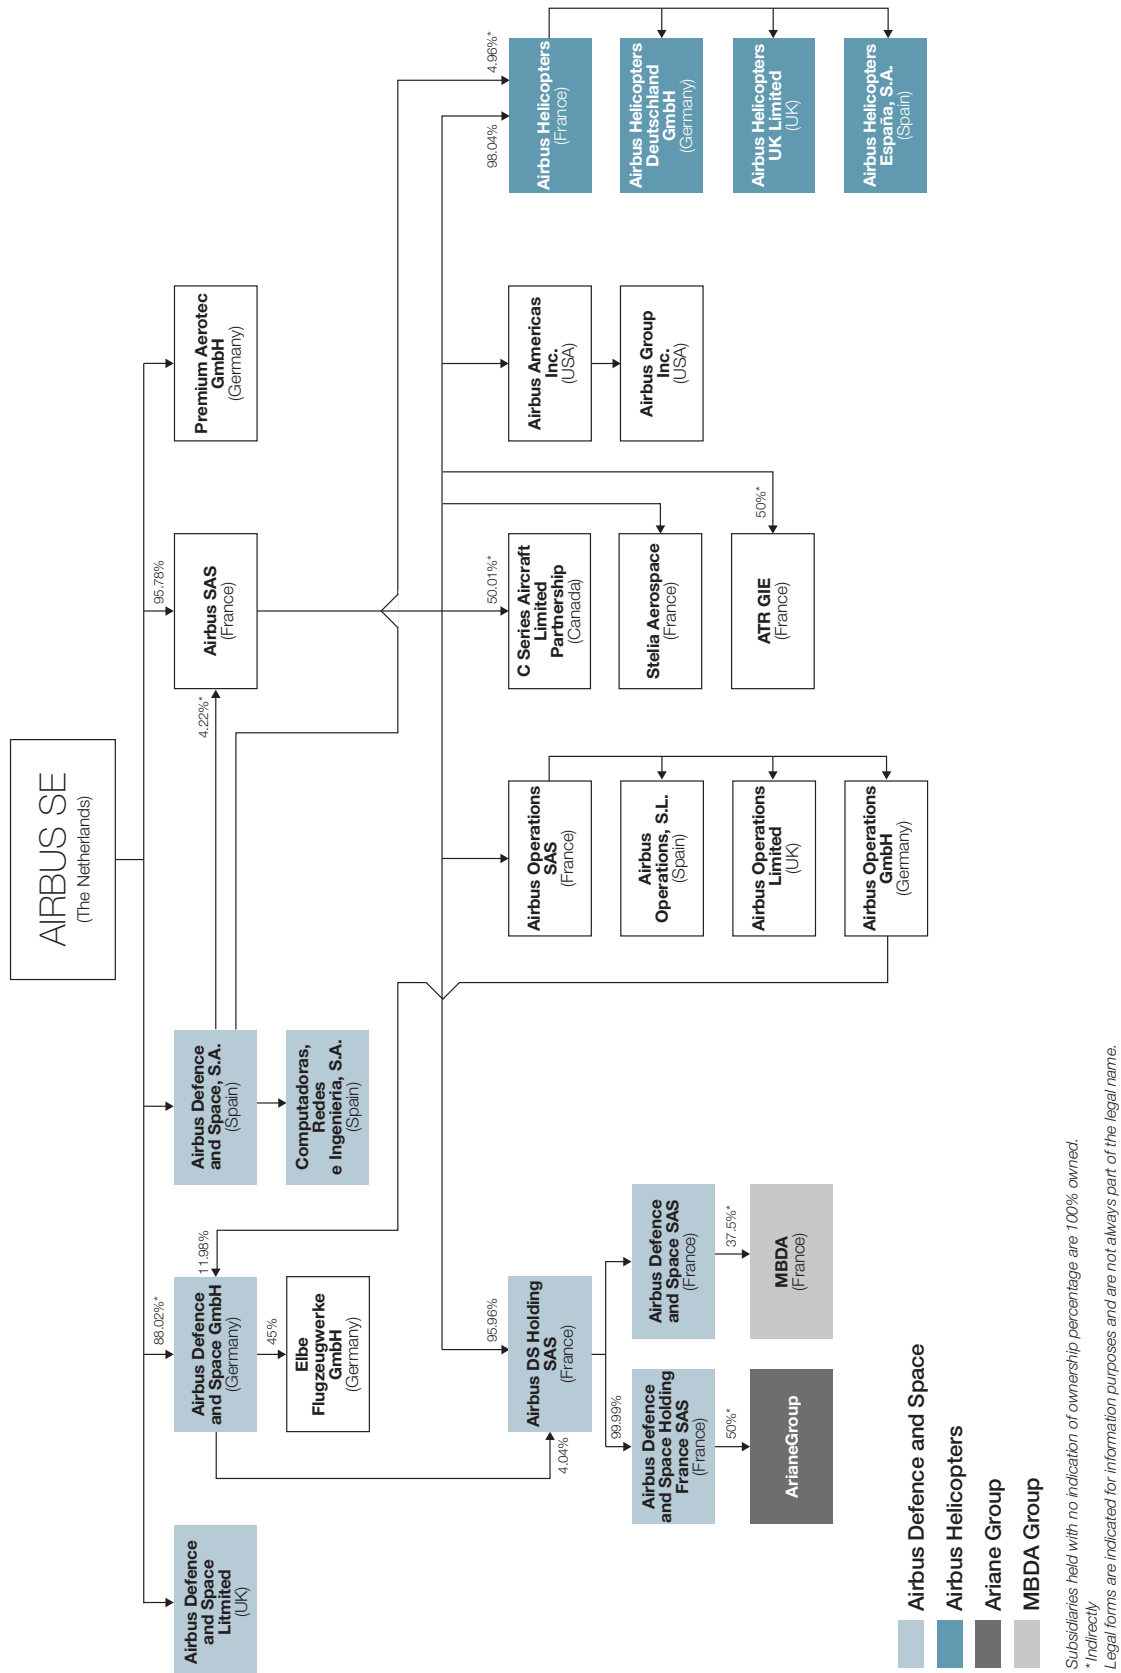 AIRBUS SE
(The Netherlands)
Airbus Defence
and Space
Litmited
(UK)
88.02%*
Airbus Defence
and Space GmbH
(Germany)
11.98%
45%
Elbe
Flugzeugwerke
GmbH
(Germany)
Airbus Defence
and Space, S.A.
(Spain)
Computadoras,
Redes
e Ingenieria, S.A.
(Spain)
4.22%*
95.78%
Airbus SAS
(France)
Premium Aerotec
GmbH
(Germany)
4.04%
95.96%
Airbus DS Holding
SAS
(France)
99.99%
Airbus Defence
and Space Holding
France SAS
(France)
50%*
ArianeGroup
Airbus Defence
and Space SAS
(France)
37.5%*
MBDA
(France)
Airbus Operations
SAS
(France)
Airbus
Operations, S.L.
(Spain)
Airbus Operations
Limited
(UK)
Airbus Operations
GmbH
(Germany)
50.01%*
C Series Aircraft
Limited
Partnership
(Canada)
Stelia Aerospace
(France)
50%*
ATR GIE
(France)
Airbus Americas
Inc.
(USA)
Airbus Group
Inc.
(USA)
98.04%
4.96%*
Airbus Helicopters
(France)
Airbus Helicopters
Deutschland
GmbH
(Germany)
Airbus Helicopters
UK Limited
(UK)
Airbus Helicopters
España, S.A.
(Spain)
Airbus Defence and Space
Airbus Helicopters
Ariane Group
MBDA Group
Subsidiaries held with no indication of ownership percentage are 100% owned.
* Indirectly
Legal forms are indicated for information purposes and are not always part of the legal name.